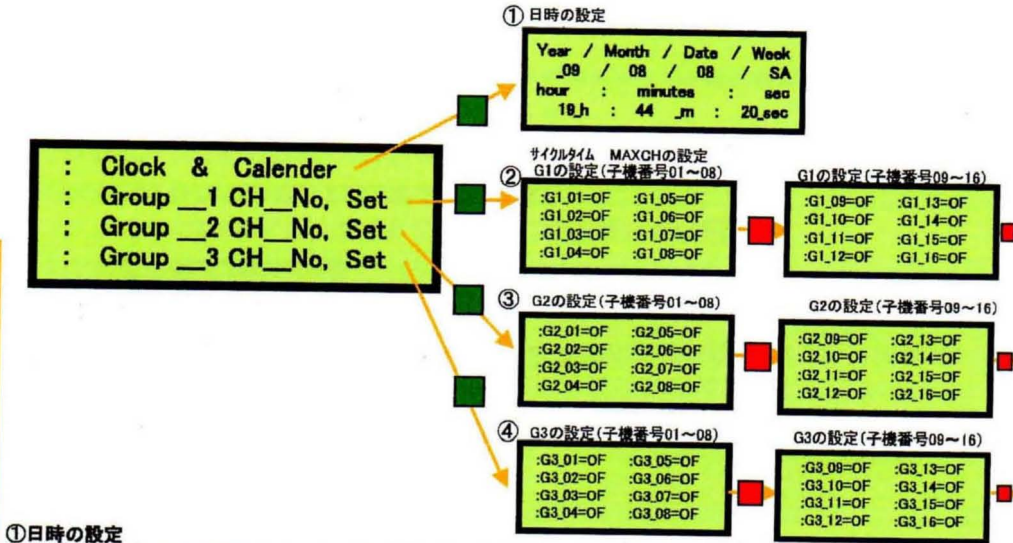 ① 日時の設定
Year / Month / Date / Week
_09 / 08 / 08 / SA
hour : minutes : sec
19_h : 44 _m : 20_sec
: Clock & Calender
: Group __1 CH__No, Set
: Group __2 CH__No, Set
: Group __3 CH__No, Set
サイクルタイム MAXCHの設定
② G1の設定(子機番号01～08)
:G1_01=OF :G1_05=OF
:G1_02=OF :G1_06=OF
:G1_03=OF :G1_07=OF
:G1_04=OF :G1_08=OF
G1の設定(子機番号09～16)
:G1_09=OF :G1_13=OF
:G1_10=OF :G1_14=OF
:G1_11=OF :G1_15=OF
:G1_12=OF :G1_16=OF
③ G2の設定(子機番号01～08)
:G2_01=OF :G2_05=OF
:G2_02=OF :G2_06=OF
:G2_03=OF :G2_07=OF
:G2_04=OF :G2_08=OF
G2の設定(子機番号09～16)
:G2_09=OF :G2_13=OF
:G2_10=OF :G2_14=OF
:G2_11=OF :G2_15=OF
:G2_12=OF :G2_16=OF
④ G3の設定(子機番号01～08)
:G3_01=OF :G3_05=OF
:G3_02=OF :G3_06=OF
:G3_03=OF :G3_07=OF
:G3_04=OF :G3_08=OF
G3の設定(子機番号09～16)
:G3_09=OF :G3_13=OF
:G3_10=OF :G3_14=OF
:G3_11=OF :G3_15=OF
:G3_12=OF :G3_16=OF
①日時の設定